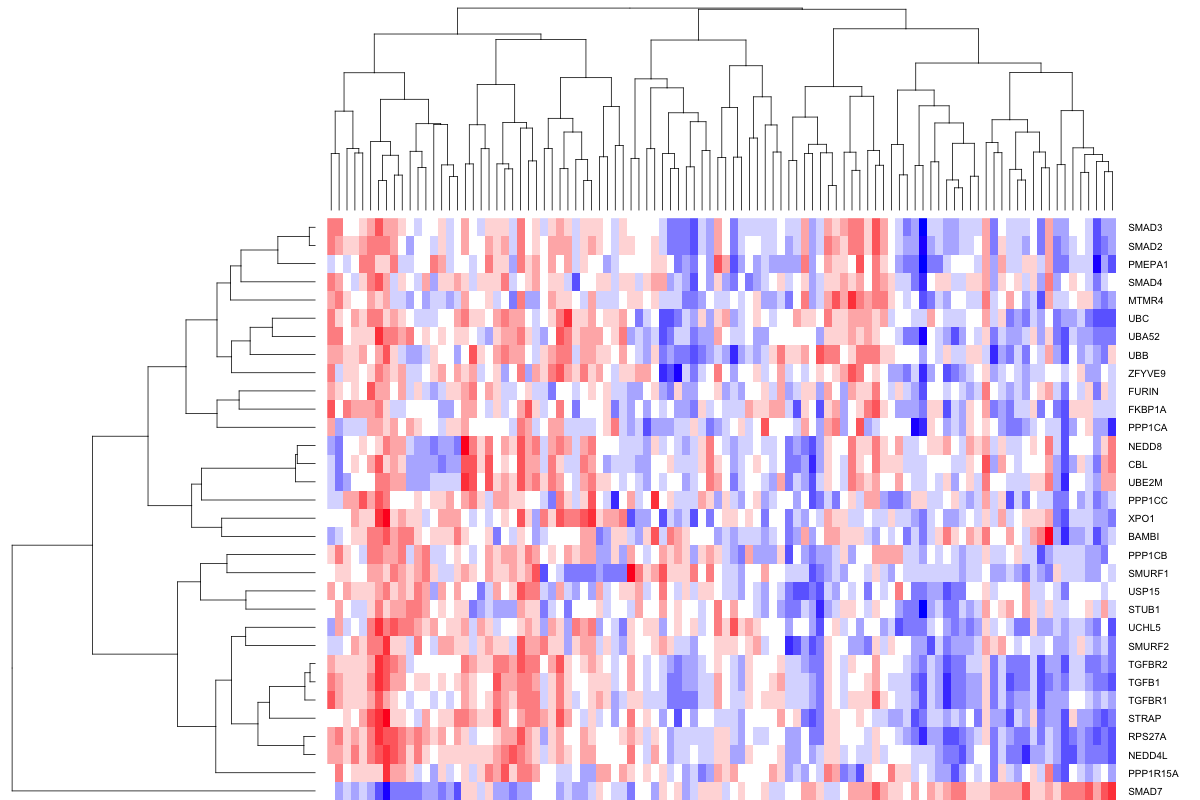 SMAD3
SMAD2
PMEPA1
SMAD4
MTMR4
UBC
UBA52
UBB
ZFYVE9
FURIN
FKBP1A
PPP1CA
NEDD8
CBL
UBE2M
PPP1CC
XPO1
BAMBI
PPP1CB
SMURF1
USP15
STUB1
UCHL5
SMURF2
TGFBR2
TGFB1
TGFBR1
STRAP
RPS27A
NEDD4L
PPP1R15A
SMAD7